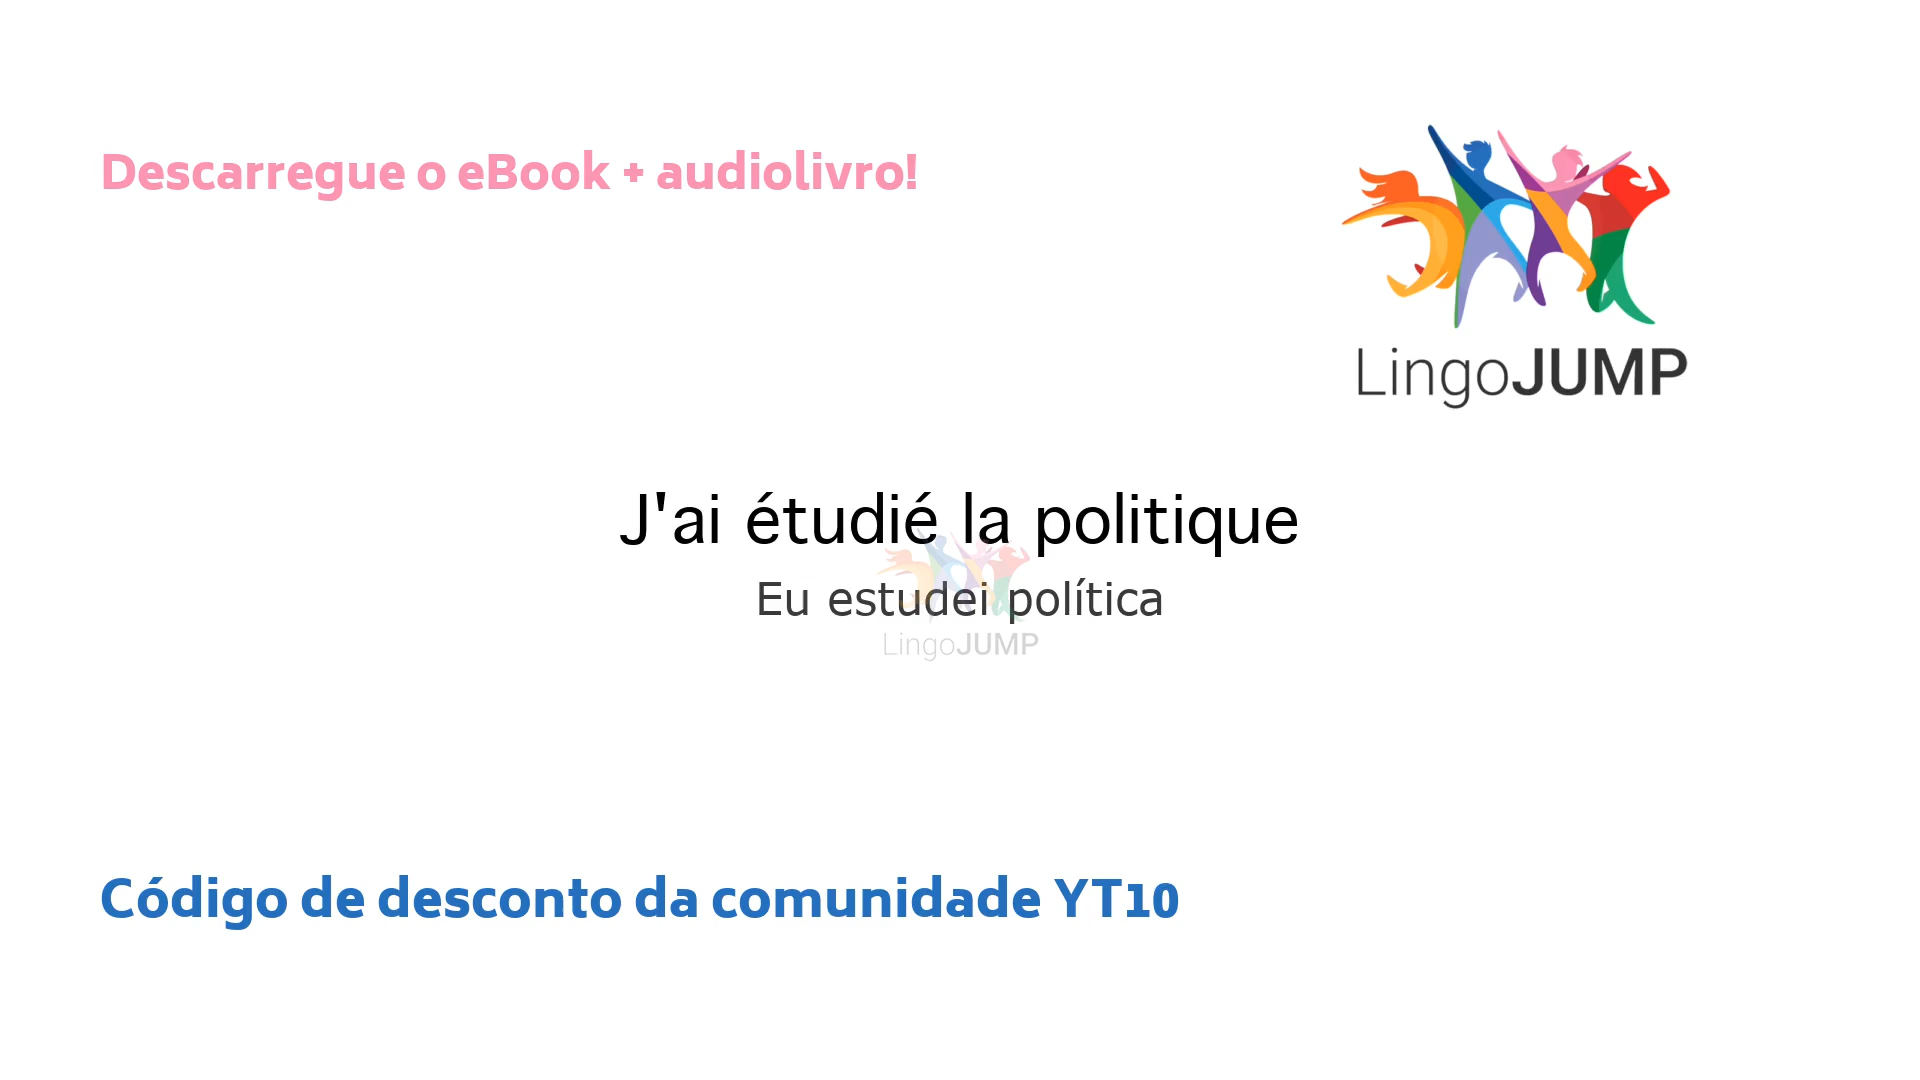 Descarregue o eBook + audiolivro!
LingoJUMP
J'ai étudié la politique
Eu estudei política
LingoJUMP
Código de desconto da comunidade YT10